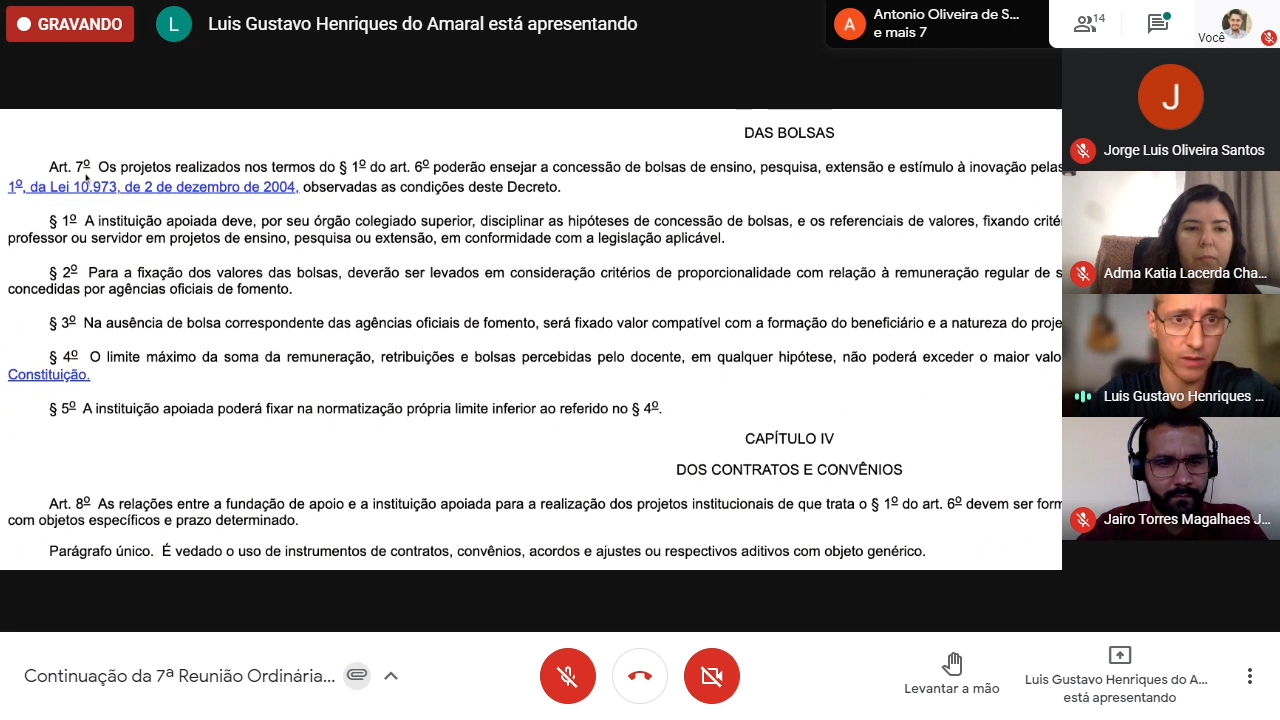 GRAVANDO
L
Luis Gustavo Henriques do Amaral está apresentando
A
Antonio Oliveira de S...
e mais 7
14
Você
J
Jorge Luis Oliveira Santos
Adma Katia Lacerda Cha...
Luis Gustavo Henriques ...
Jairo Torres Magalhaes J...
DAS BOLSAS
Art. 7º Os projetos realizados nos termos do § 1º do art. 6º poderão ensejar a concessão de bolsas de ensino, pesquisa, extensão e estímulo à inovação pelas
1º, da Lei 10.973, de 2 de dezembro de 2004, observadas as condições deste Decreto.
§ 1º A instituição apoiada deve, por seu órgão colegiado superior, disciplinar as hipóteses de concessão de bolsas, e os referenciais de valores, fixando crité
professor ou servidor em projetos de ensino, pesquisa ou extensão, em conformidade com a legislação aplicável.
§ 2º Para a fixação dos valores das bolsas, deverão ser levados em consideração critérios de proporcionalidade com relação à remuneração regular de s
concedidas por agências oficiais de fomento.
§ 3º Na ausência de bolsa correspondente das agências oficiais de fomento, será fixado valor compatível com a formação do beneficiário e a natureza do proje
§ 4º O limite máximo da soma da remuneração, retribuições e bolsas percebidas pelo docente, em qualquer hipótese, não poderá exceder o maior valo
Constituição.
§ 5º A instituição apoiada poderá fixar na normatização própria limite inferior ao referido no § 4º.
CAPÍTULO IV
DOS CONTRATOS E CONVÊNIOS
Art. 8º As relações entre a fundação de apoio e a instituição apoiada para a realização dos projetos institucionais de que trata o § 1º do art. 6º devem ser form
com objetos específicos e prazo determinado.
Parágrafo único. É vedado o uso de instrumentos de contratos, convênios, acordos e ajustes ou respectivos aditivos com objeto genérico.
Continuação da 7ª Reunião Ordinária...
Levantar a mão
Luis Gustavo Henriques do A...
está apresentando